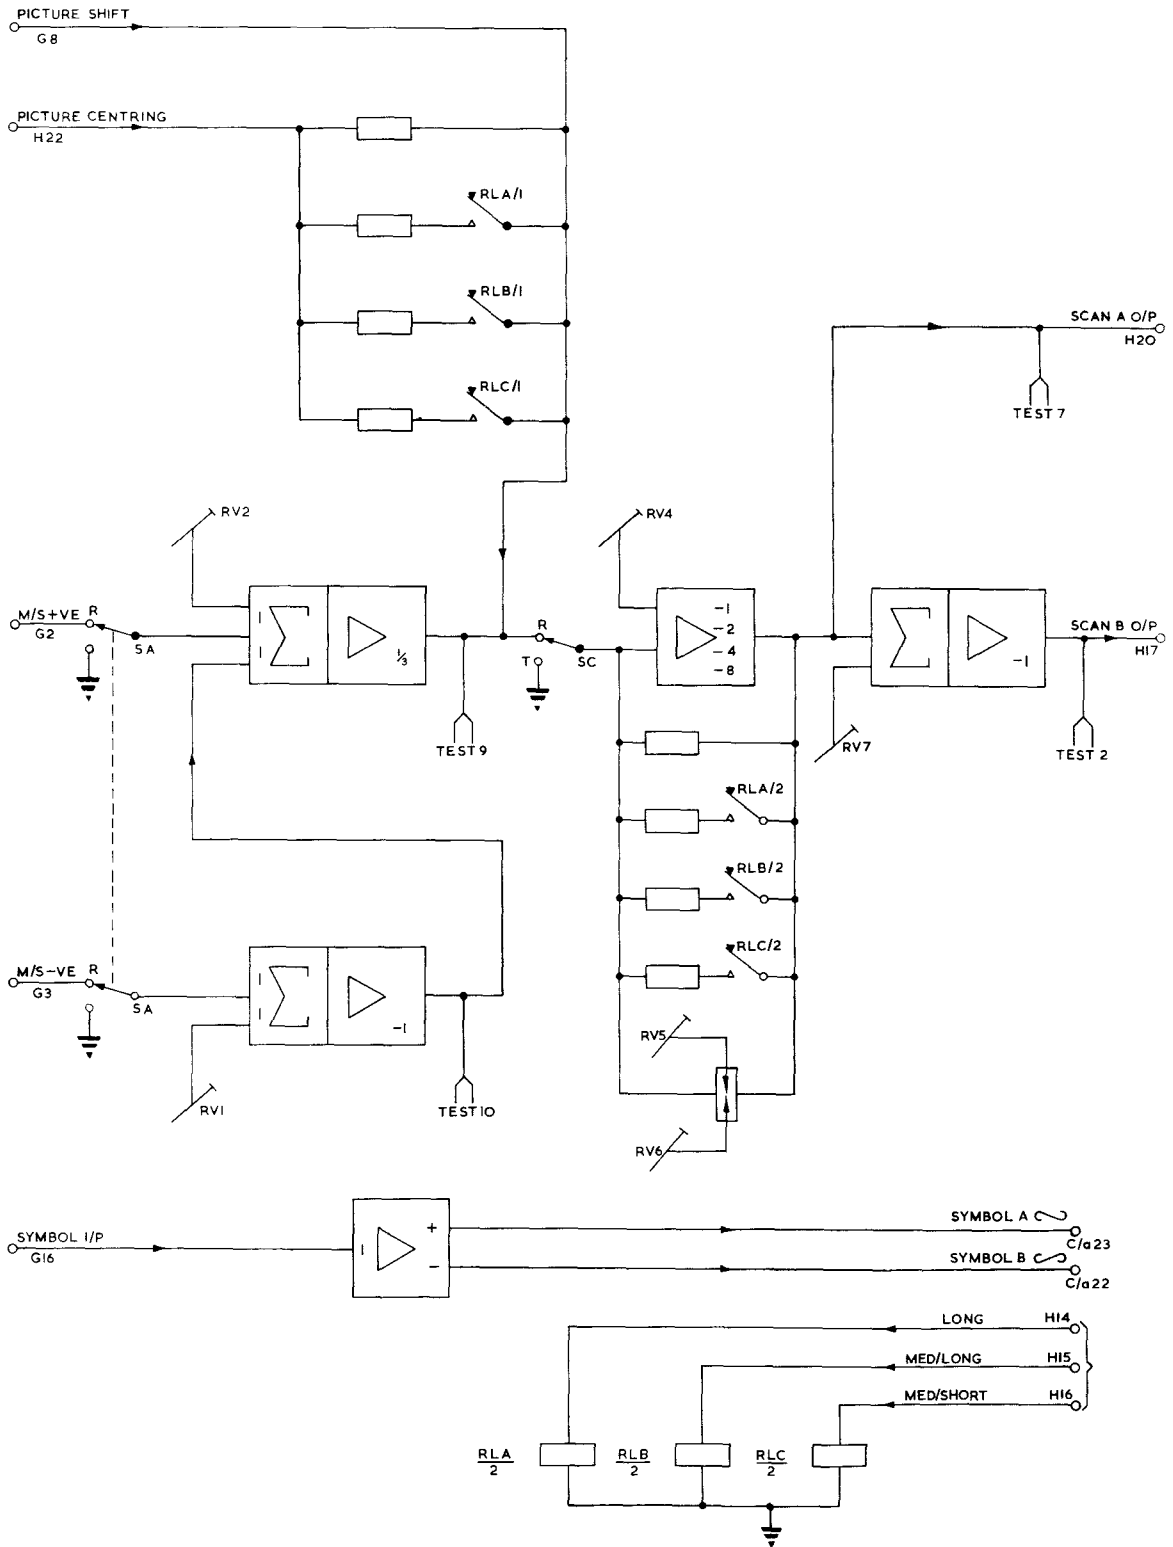 PICTURE SHIFT
G8
PICTURE CENTRING
H22
RLA/1
RLB/1
RLC/1
SCAN A O/P
H20
TEST 7
RV2
RV4
M/S+VE R
G2
SA
1
1
1/3
R
T
SC
-1
-2
-4
-8
-1
SCAN B O/P
H17
TEST 9
RV7
TEST 2
RLA/2
RLB/2
RLC/2
M/S-VE R
G3
SA
1
1
-1
RV1
TEST 10
RV5
RV6
SYMBOL I/P
G16
1
+
-
SYMBOL A
C/a23
SYMBOL B
C/a22
LONG H14
MED/LONG H15
MED/SHORT H16
RLA
2
RLB
2
RLC
2